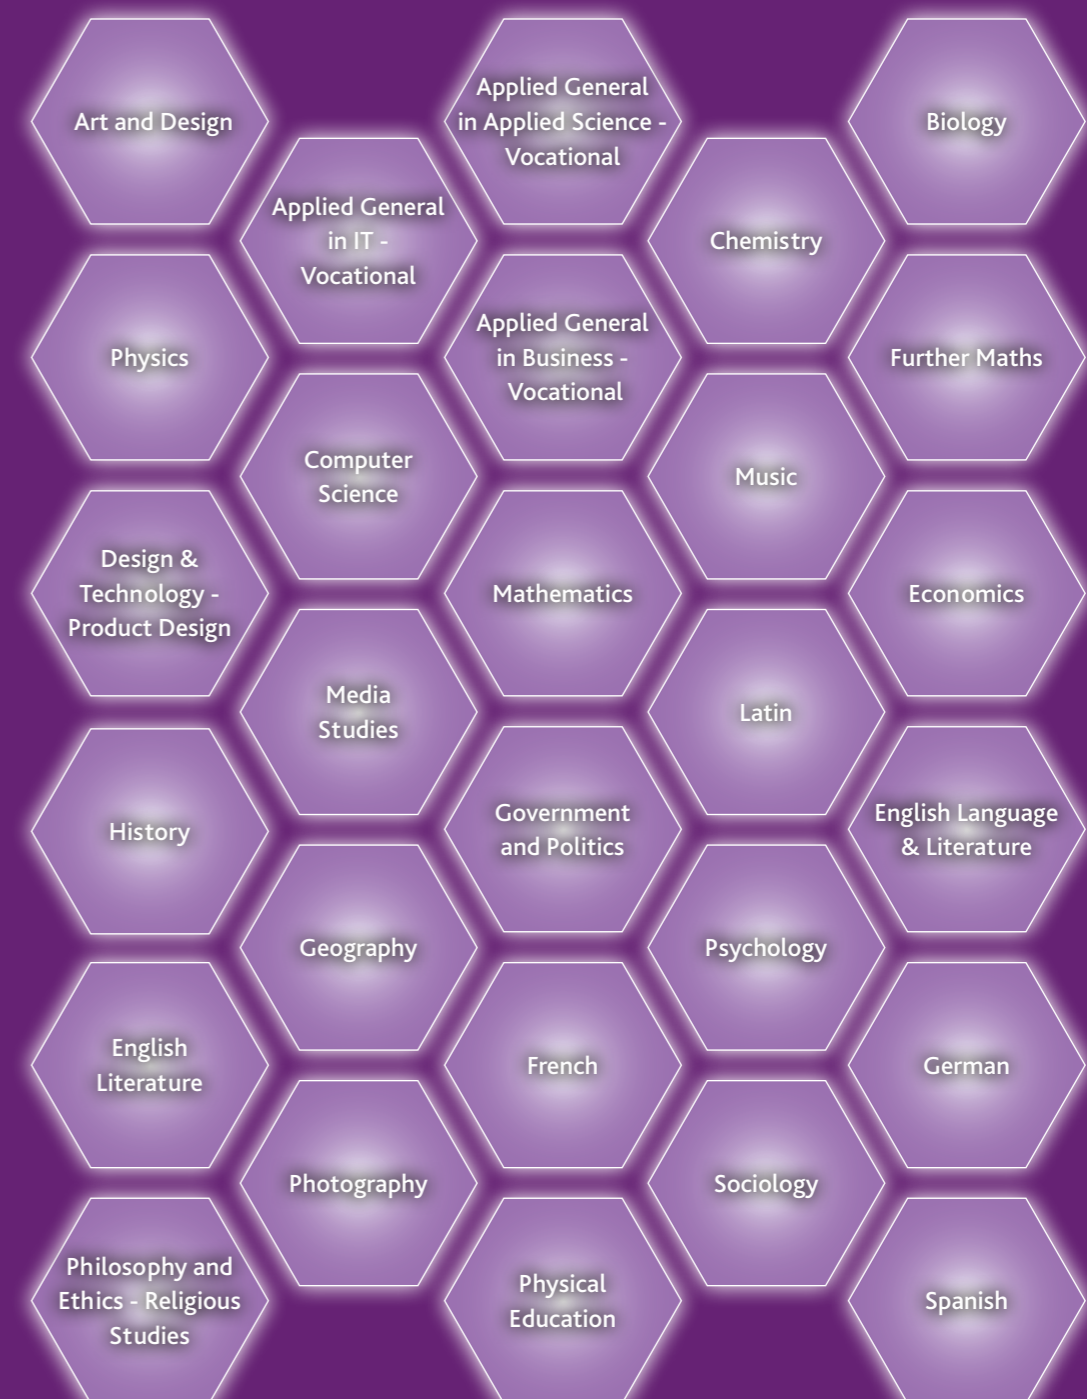 Art and Design
Applied General
in Applied Science -
Vocational
Biology
Applied General
in IT -
Vocational
Chemistry
Physics
Applied General
in Business -
Vocational
Further Maths
Computer
Science
Music
Design &
Technology -
Product Design
Mathematics
Economics
Media
Studies
Latin
History
Government
and Politics
English Language
& Literature
Geography
Psychology
English
Literature
French
German
Photography
Sociology
Philosophy and
Ethics - Religious
Studies
Physical
Education
Spanish